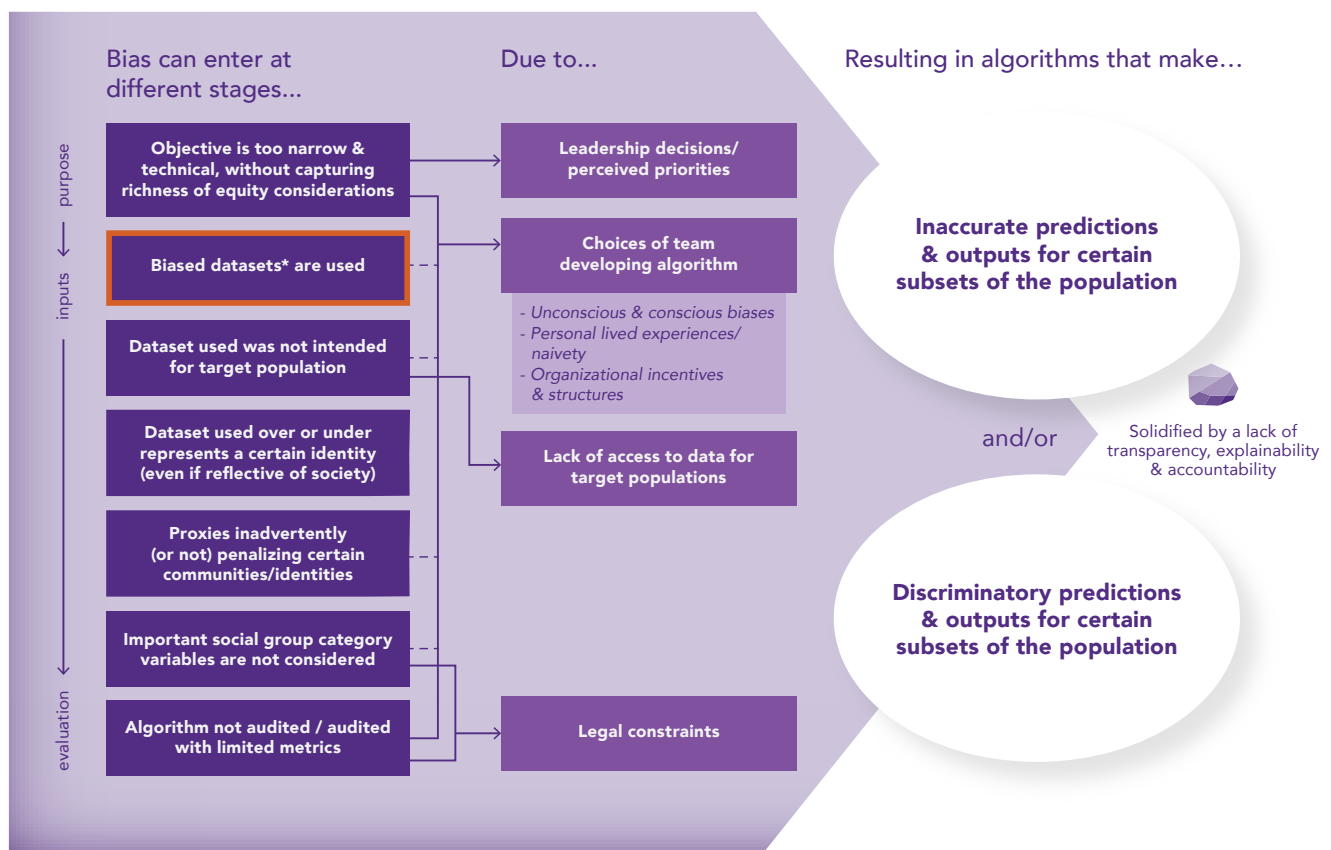 Bias can enter at
different stages...
Due to...
Resulting in algorithms that make…
purpose
inputs
evaluation
Objective is too narrow &
technical, without capturing
richness of equity considerations
Biased datasets* are used
Dataset used was not intended
for target population
Dataset used over or under
represents a certain identity
(even if reflective of society)
Proxies inadvertently
(or not) penalizing certain
communities/identities
Important social group category
variables are not considered
Algorithm not audited / audited
with limited metrics
Leadership decisions/
perceived priorities
Choices of team
developing algorithm
- Unconscious & conscious biases
- Personal lived experiences/
naivety
- Organizational incentives
& structures
Lack of access to data for
target populations
Legal constraints
Inaccurate predictions
& outputs for certain
subsets of the population
and/or
Solidified by a lack of
transparency, explainability
& accountability
Discriminatory predictions
& outputs for certain
subsets of the population